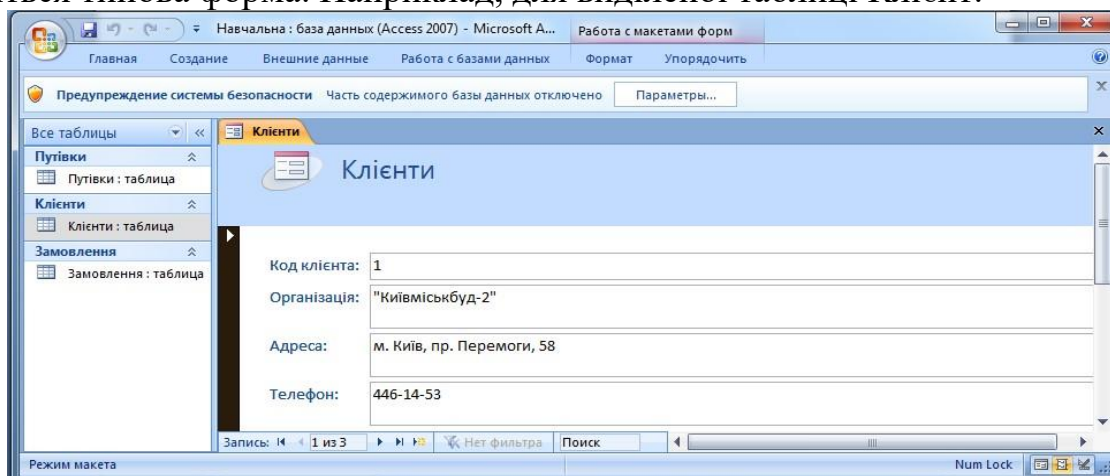 ться типова форма. Наприклад, для виділеної таблиці Клієнт:
Навчальна : база данных (Access 2007) - Microsoft A...
Работа с макетами форм
Главная Создание Внешние данные Работа с базами данных Формат Упорядочить
Предупреждение системы безопасности Часть содержимого базы данных отключено Параметры...
Все таблицы
Клієнти
Путівки
Путівки : таблица
Клієнти
Клієнти
Клієнти : таблица
Замовлення
Замовлення : таблица
Код клієнта: 1
Організація: "Київміськбуд-2"
Адреса: м. Київ, пр. Перемоги, 58
Телефон: 446-14-53
Запись: 1 из 3 Нет фильтра Поиск
Режим макета Num Lock